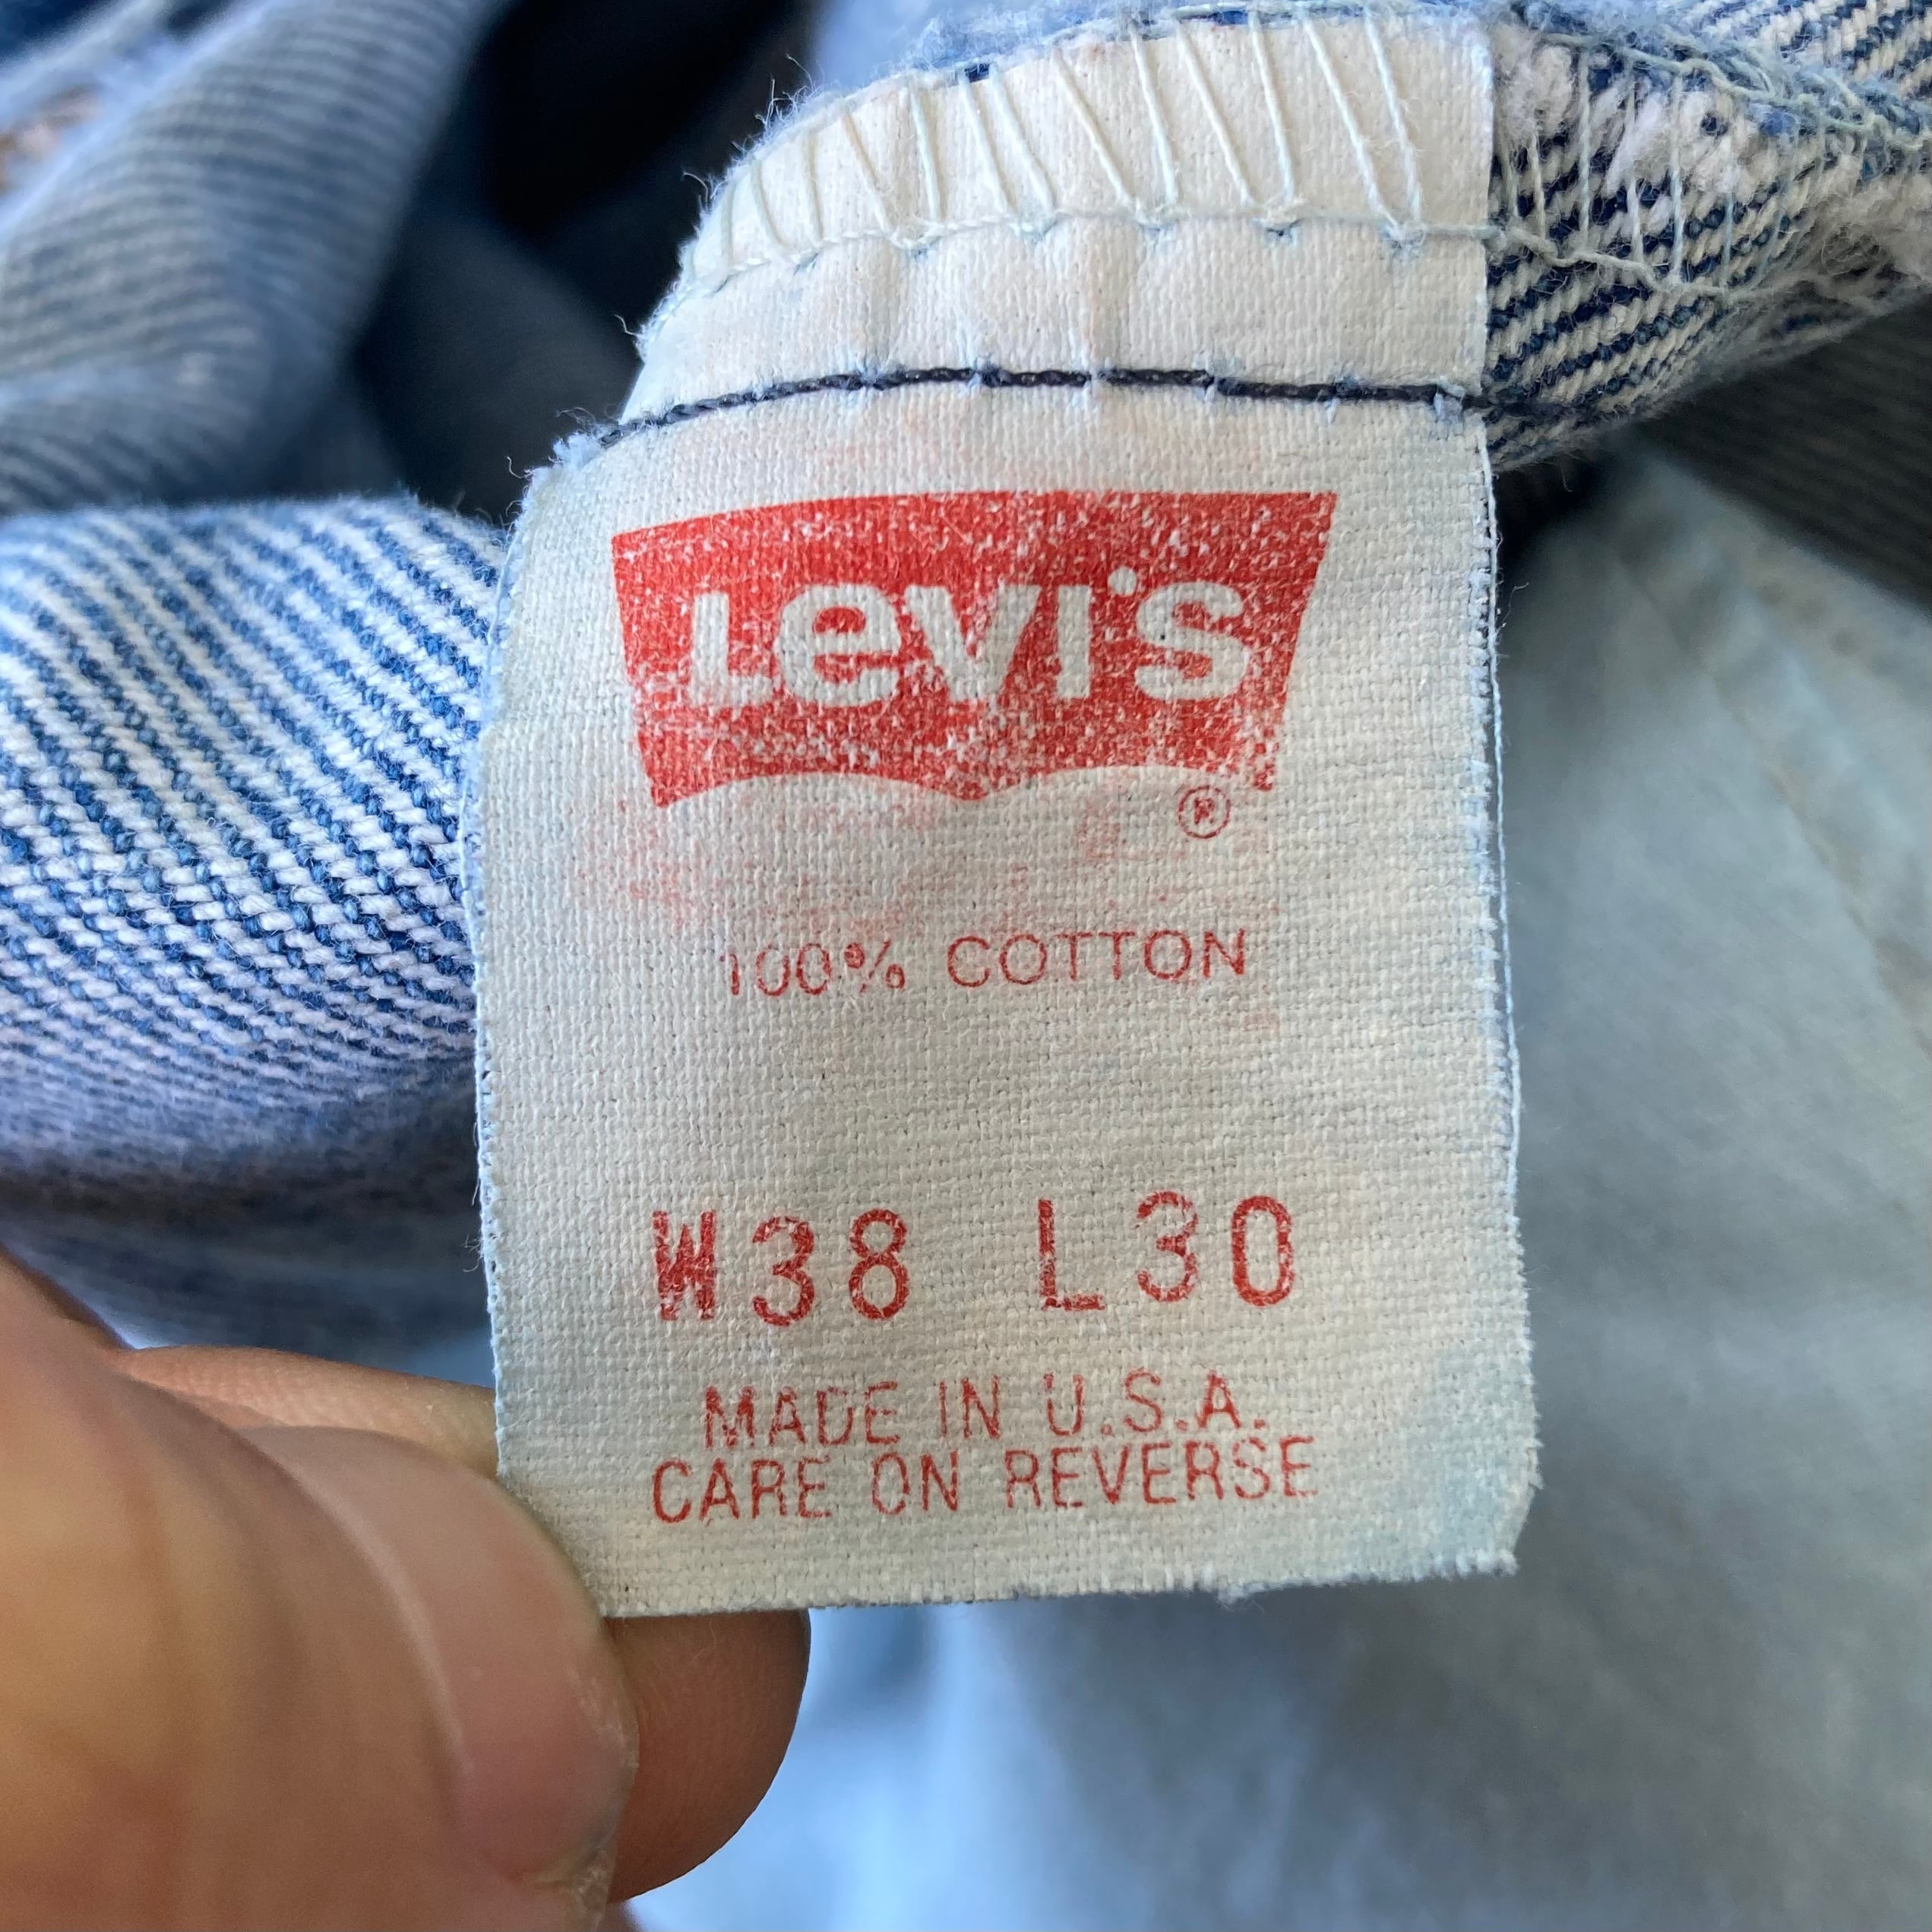 Levi's
®
100% COTTON
W38 L30
MADE IN U.S.A.
CARE ON REVERSE